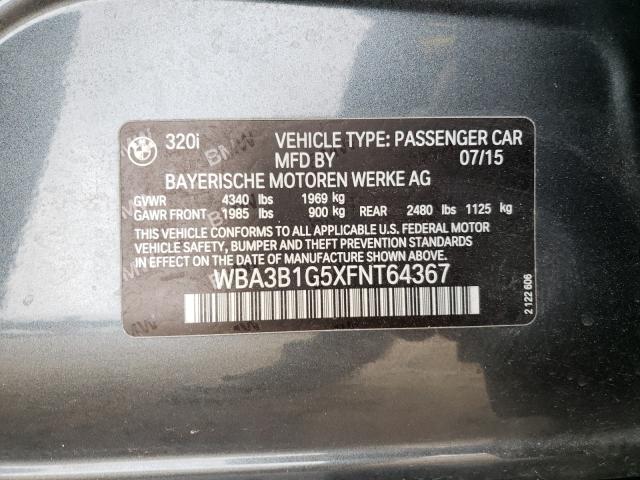 BMW 320i VEHICLE TYPE: PASSENGER CAR
MFD BY 07/15
BAYERISCHE MOTOREN WERKE AG
GVWR 4340 lbs 1969 kg
GAWR FRONT 1985 lbs 900 kg REAR 2480 lbs 1125 kg
THIS VEHICLE CONFORMS TO ALL APPLICABLE U.S. FEDERAL MOTOR
VEHICLE SAFETY, BUMPER AND THEFT PREVENTION STANDARDS
IN EFFECT ON THE DATE OF MANUFACTURE SHOWN ABOVE.
WBA3B1G5XFNT64367
2 122 606